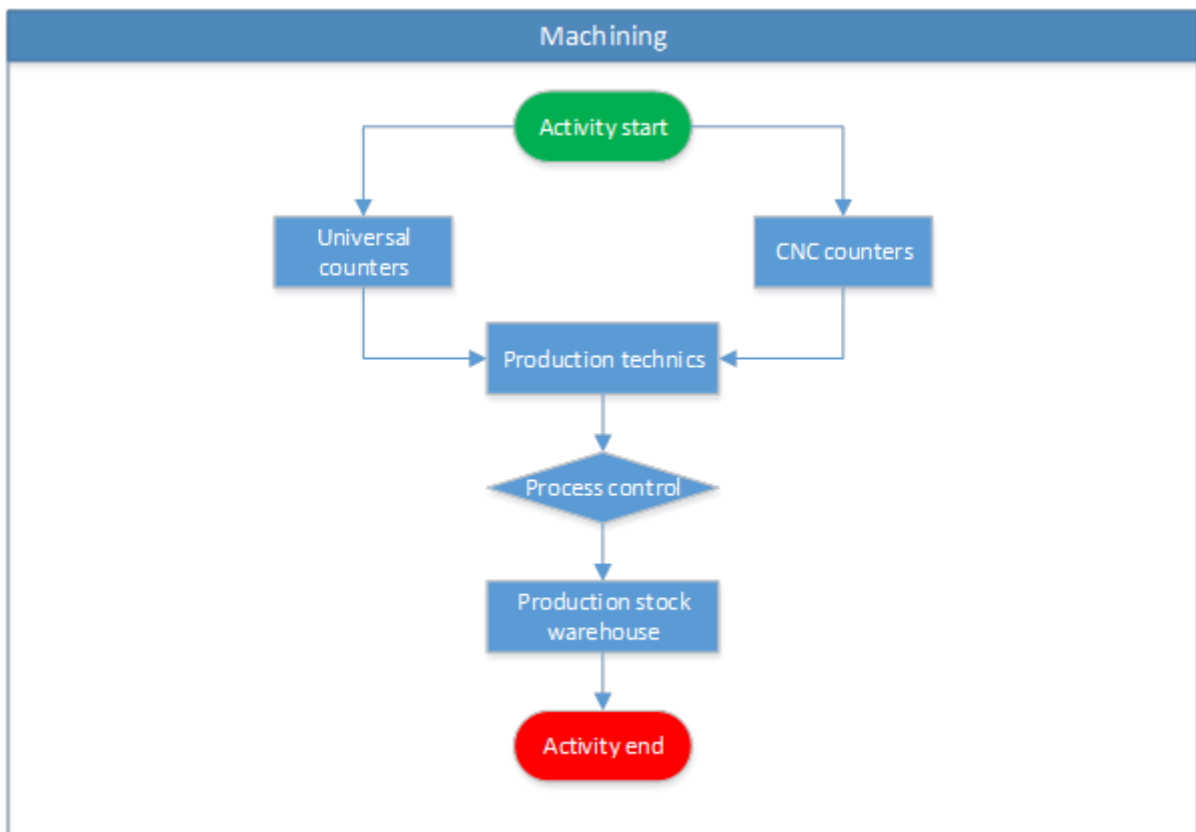 Machining
Activity start
Universal
counters
CNC counters
Production technics
Process control
Production stock
warehouse
Activity end